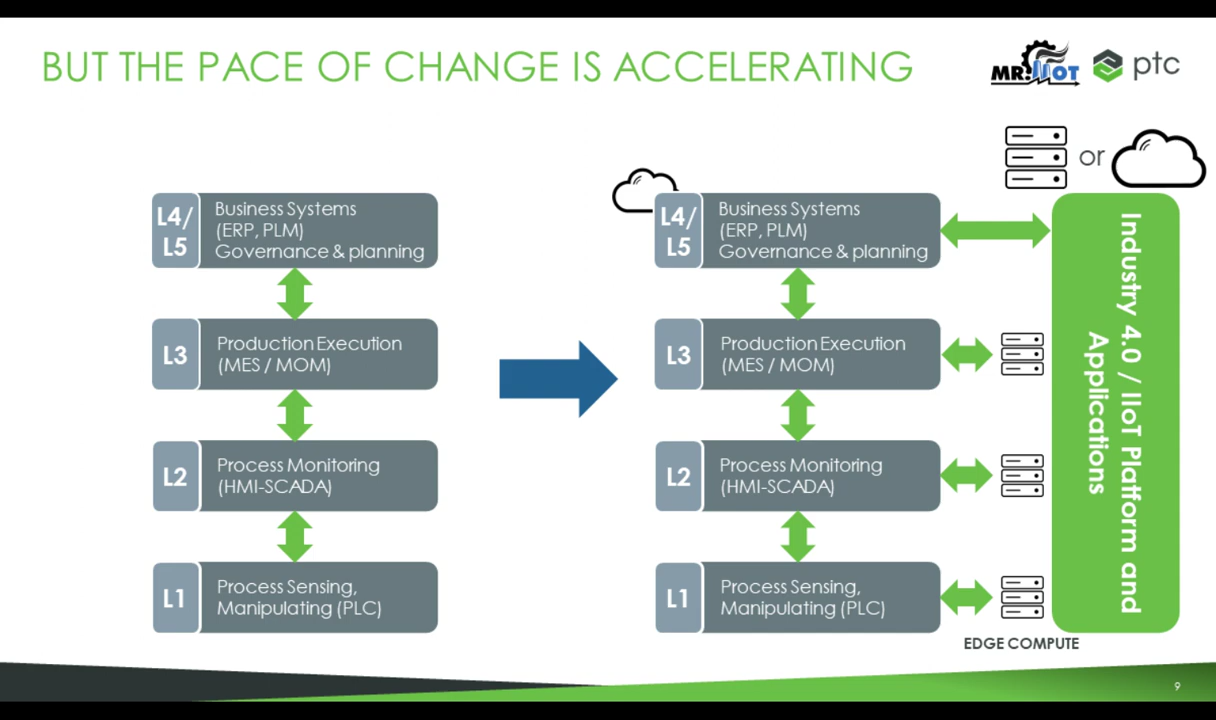 BUT THE PACE OF CHANGE IS ACCELERATING
MR.IIOT
ptc
or
L4/
L5
Business Systems
(ERP, PLM)
Governance & planning
L3
Production Execution
(MES / MOM)
L2
Process Monitoring
(HMI-SCADA)
L1
Process Sensing,
Manipulating (PLC)
L4/
L5
Business Systems
(ERP, PLM)
Governance & planning
L3
Production Execution
(MES / MOM)
L2
Process Monitoring
(HMI-SCADA)
L1
Process Sensing,
Manipulating (PLC)
Industry 4.0 / IIoT Platform and
Applications
EDGE COMPUTE
9